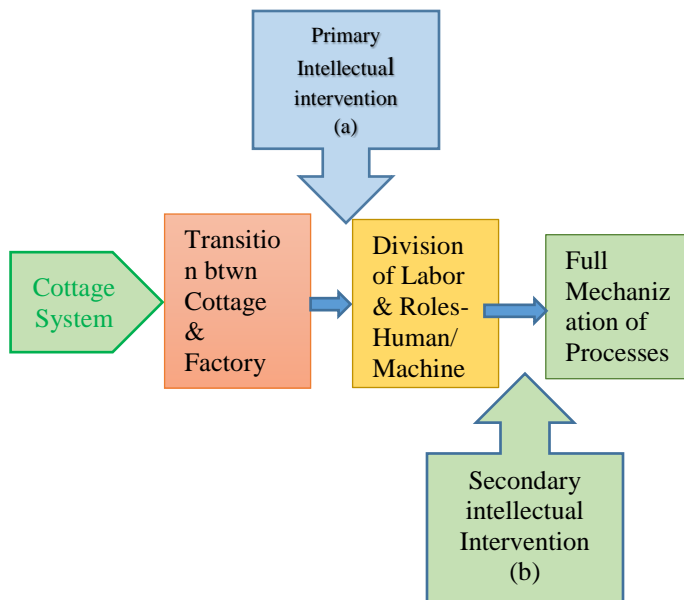 Primary
Intellectual
intervention
(a)
Cottage
System
Transitio
n btwn
Cottage
&
Factory
Division
of Labor
& Roles-
Human/
Machine
Full
Mechaniz
ation of
Processes
Secondary
intellectual
Intervention
(b)